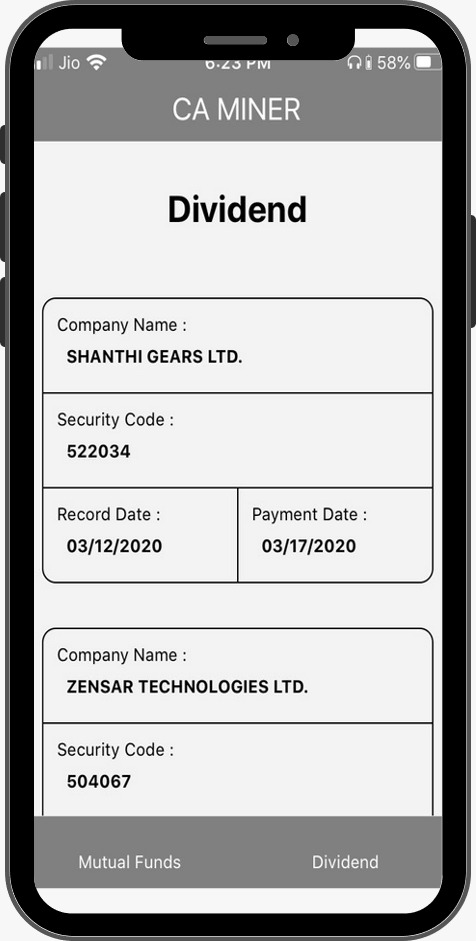 Jio 6:23 PM 58%
CA MINER
Dividend
Company Name :
SHANTHI GEARS LTD.
Security Code :
522034
Record Date : Payment Date :
03/12/2020 03/17/2020
Company Name :
ZENSAR TECHNOLOGIES LTD.
Security Code :
504067
Mutual Funds Dividend